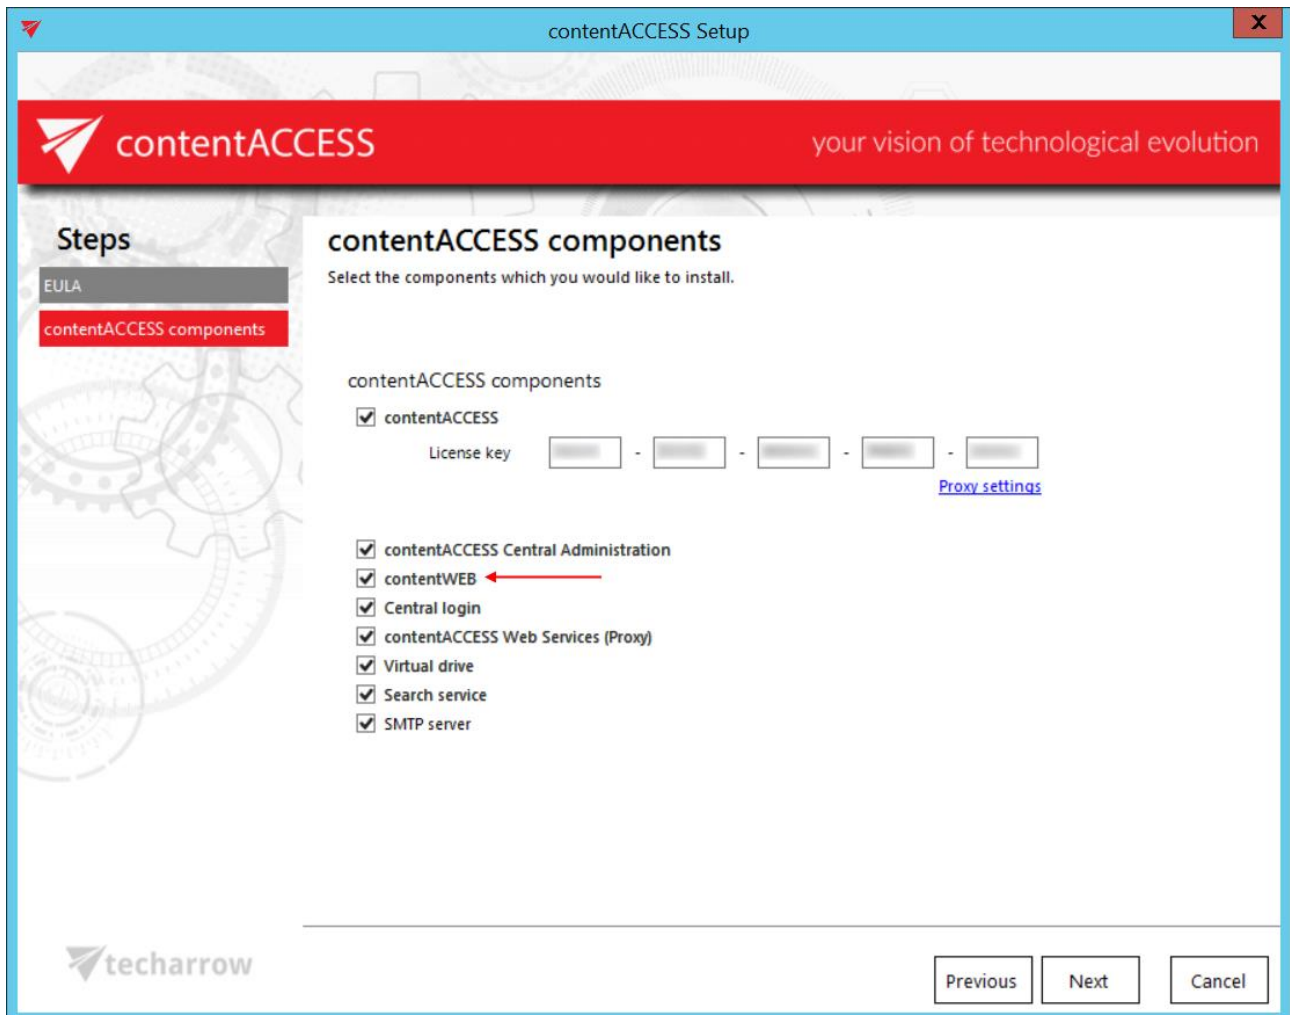 contentACCESS Setup
X
contentACCESS
your vision of technological evolution
Steps
EULA
contentACCESS components
contentACCESS components
Select the components which you would like to install.
contentACCESS components
contentACCESS
License key - - - -
Proxy settings
contentACCESS Central Administration
contentWEB
Central login
contentACCESS Web Services (Proxy)
Virtual drive
Search service
SMTP server
techarrow
Previous
Next
Cancel